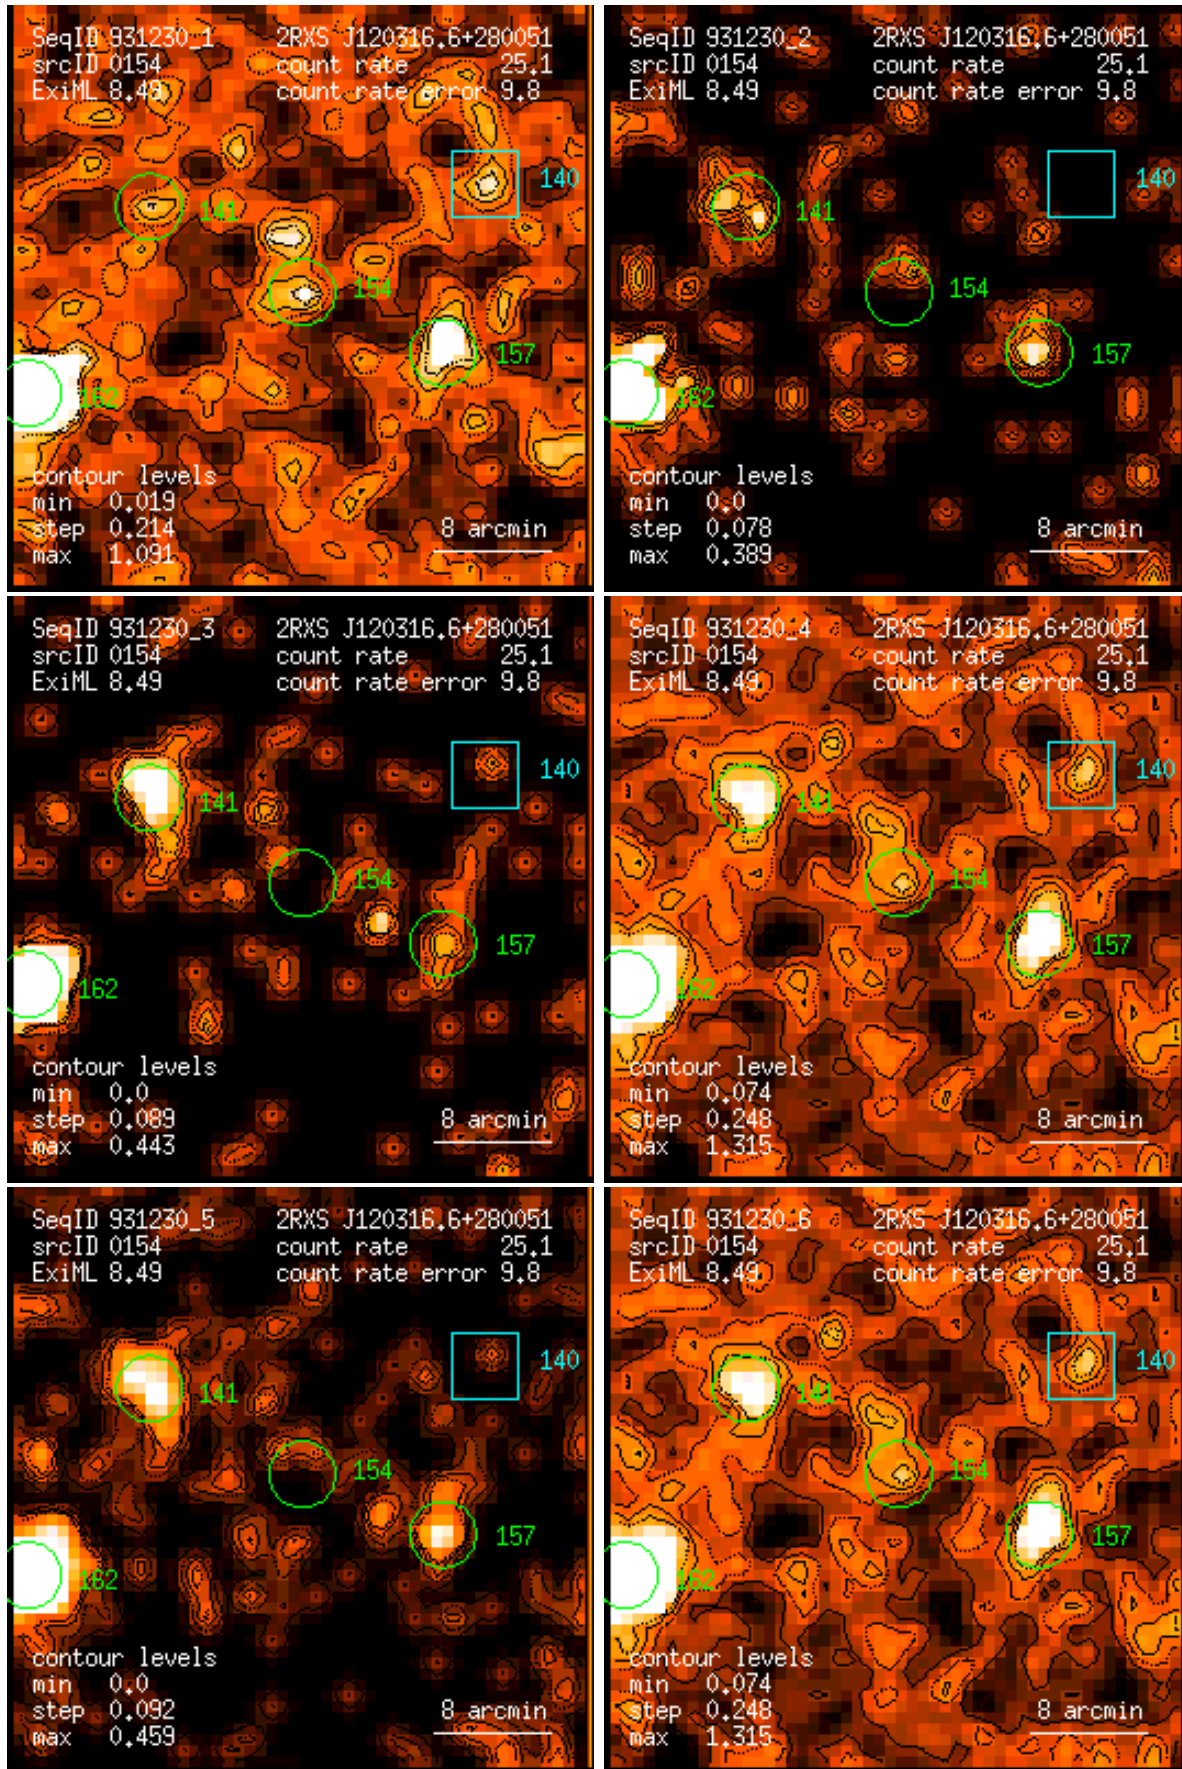 SeqID 931230_1 2RXS J120316.6+280051
srcID 0154 count rate 25.1
ExiML 8.49 count rate error 9.8
140
141
154
157
162
contour levels
min 0.019
step 0.214 8 arcmin
max 1.091
SeqID 931230_2 2RXS J120316.6+280051
srcID 0154 count rate 25.1
ExiML 8.49 count rate error 9.8
140
141
154
157
162
contour levels
min 0.0
step 0.078 8 arcmin
max 0.389
SeqID 931230_3 2RXS J120316.6+280051
srcID 0154 count rate 25.1
ExiML 8.49 count rate error 9.8
140
141
154
157
162
contour levels
min 0.0
step 0.089 8 arcmin
max 0.443
SeqID 931230_4 2RXS J120316.6+280051
srcID 0154 count rate 25.1
ExiML 8.49 count rate error 9.8
140
141
154
157
162
contour levels
min 0.074
step 0.248 8 arcmin
max 1.315
SeqID 931230_5 2RXS J120316.6+280051
srcID 0154 count rate 25.1
ExiML 8.49 count rate error 9.8
140
141
154
157
162
contour levels
min 0.0
step 0.092 8 arcmin
max 0.459
SeqID 931230_6 2RXS J120316.6+280051
srcID 0154 count rate 25.1
ExiML 8.49 count rate error 9.8
140
141
154
157
162
contour levels
min 0.074
step 0.248 8 arcmin
max 1.315